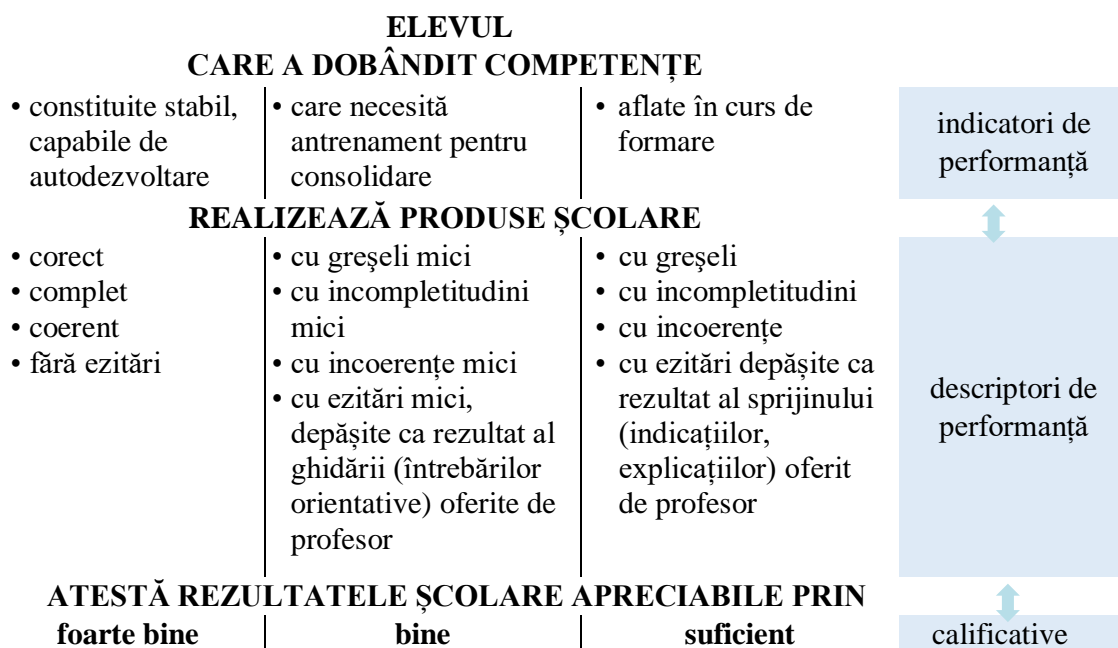 ELEVUL
CARE A DOBÂNDIT COMPETENȚE
• constituite stabil,
capabile de
autodezvoltare
• care necesită
antrenament pentru
consolidare
• aflate în curs de
formare
indicatori de
performanță
REALIZEAZĂ PRODUSE ȘCOLARE
• corect
• complet
• coerent
• fără ezitări
• cu greşeli mici
• cu incompletitudini
mici
• cu incoerențe mici
• cu ezitări mici,
depășite ca rezultat al
ghidării (întrebărilor
orientative) oferite de
profesor
• cu greşeli
• cu incompletitudini
• cu incoerențe
• cu ezitări depășite ca
rezultat al sprijinului
(indicațiilor,
explicațiilor) oferit
de profesor
descriptori de
performanță
ATESTĂ REZULTATELE ȘCOLARE APRECIABILE PRIN
foarte bine
bine
suficient
calificative